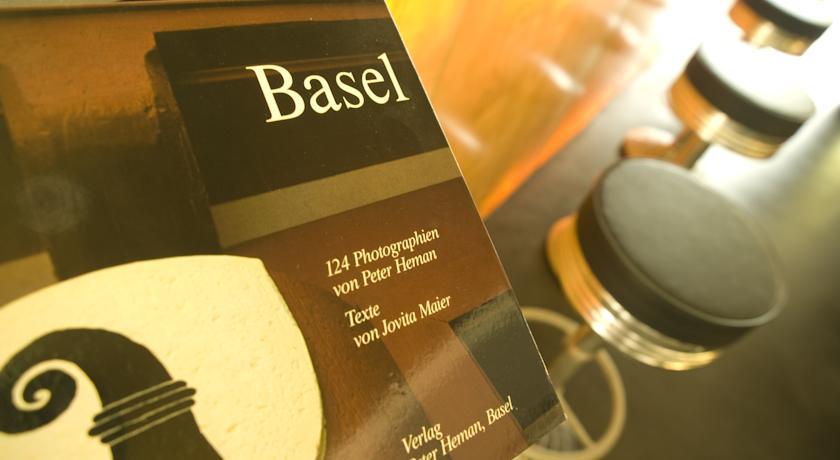 Basel
124 Photographien
von Peter Heman
Texte
von Jovita Maier
Verlag
Peter Heman, Basel